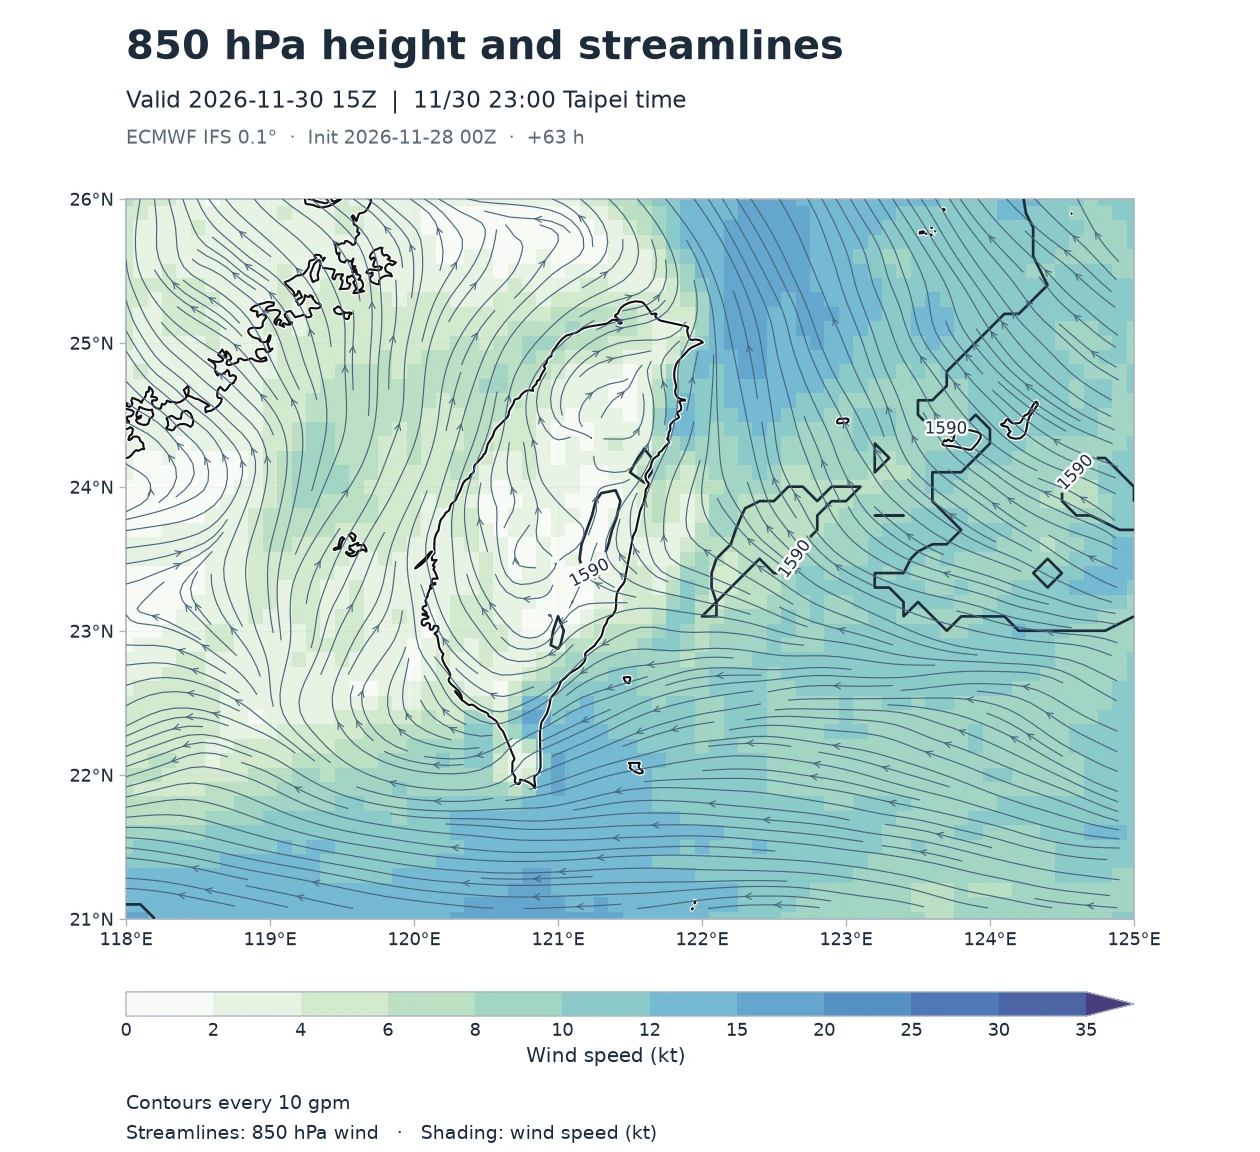 850 hPa height and streamlines
Valid 2026-11-30 15Z | 11/30 23:00 Taipei time
ECMWF IFS 0.1° · Init 2026-11-28 00Z · +63 h
26°N
25°N
1590
24°N
1590
1590
1590
23°N
22°N
21°N
118°E 119°E 120°E 121°E 122°E 123°E 124°E 125°E
0 2 4 6 8 10 12 15 20 25 30 35
Wind speed (kt)
Contours every 10 gpm
Streamlines: 850 hPa wind · Shading: wind speed (kt)